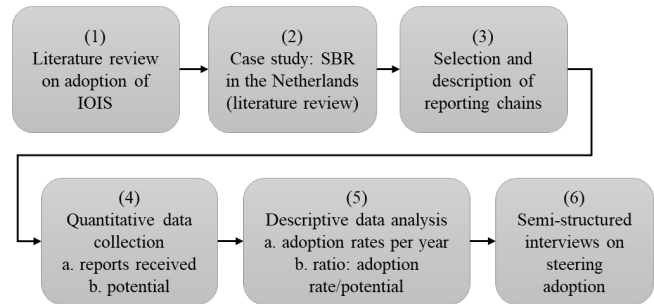 (1)
Literature review
on adoption of
IOIS
(2)
Case study: SBR
in the Netherlands
(literature review)
(3)
Selection and
description of
reporting chains
(4)
Quantitative data
collection
a. reports received
b. potential
(5)
Descriptive data analysis
a. adoption rates per year
b. ratio: adoption
rate/potential
(6)
Semi-structured
interviews on
steering
adoption